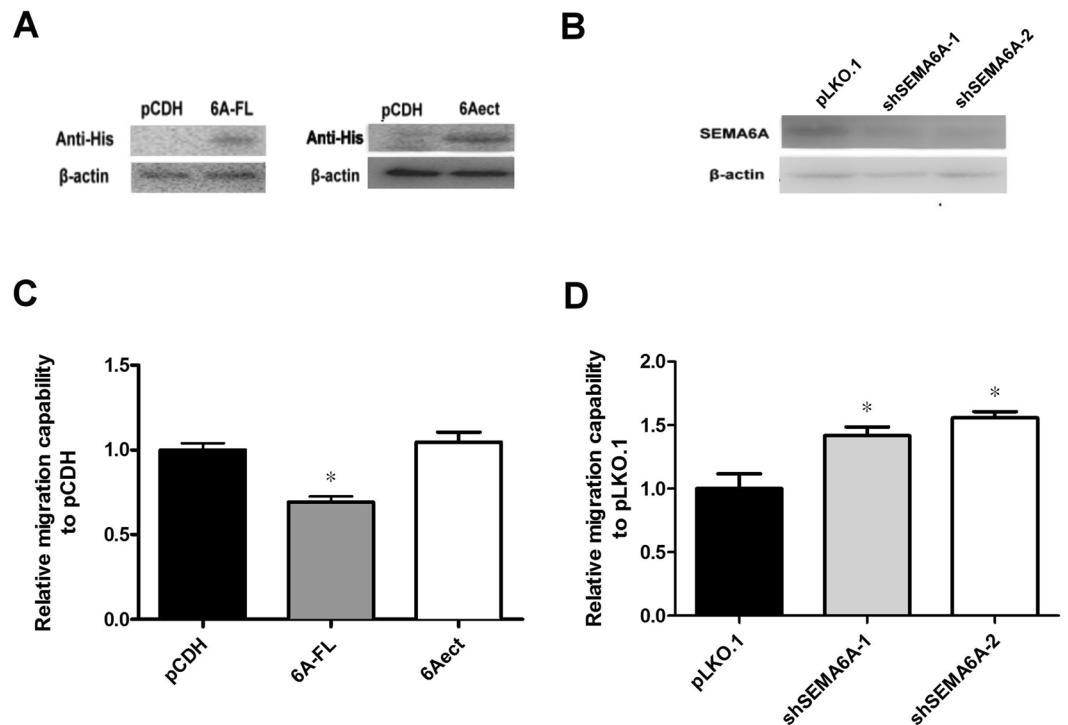 A
pCDH 6A-FL
Anti-His
β-actin
pCDH 6Aect
Anti-His
β-actin
B
pLKO.1 shSEMA6A-1 shSEMA6A-2
SEMA6A
β-actin
C
Relative migration capability
to pCDH
1.5
1.0
0.5
0.0
*
pCDH 6A-FL 6Aect
D
Relative migration capability
to pLKO.1
2.0
1.5
1.0
0.5
0.0
* *
pLKO.1 shSEMA6A-1 shSEMA6A-2